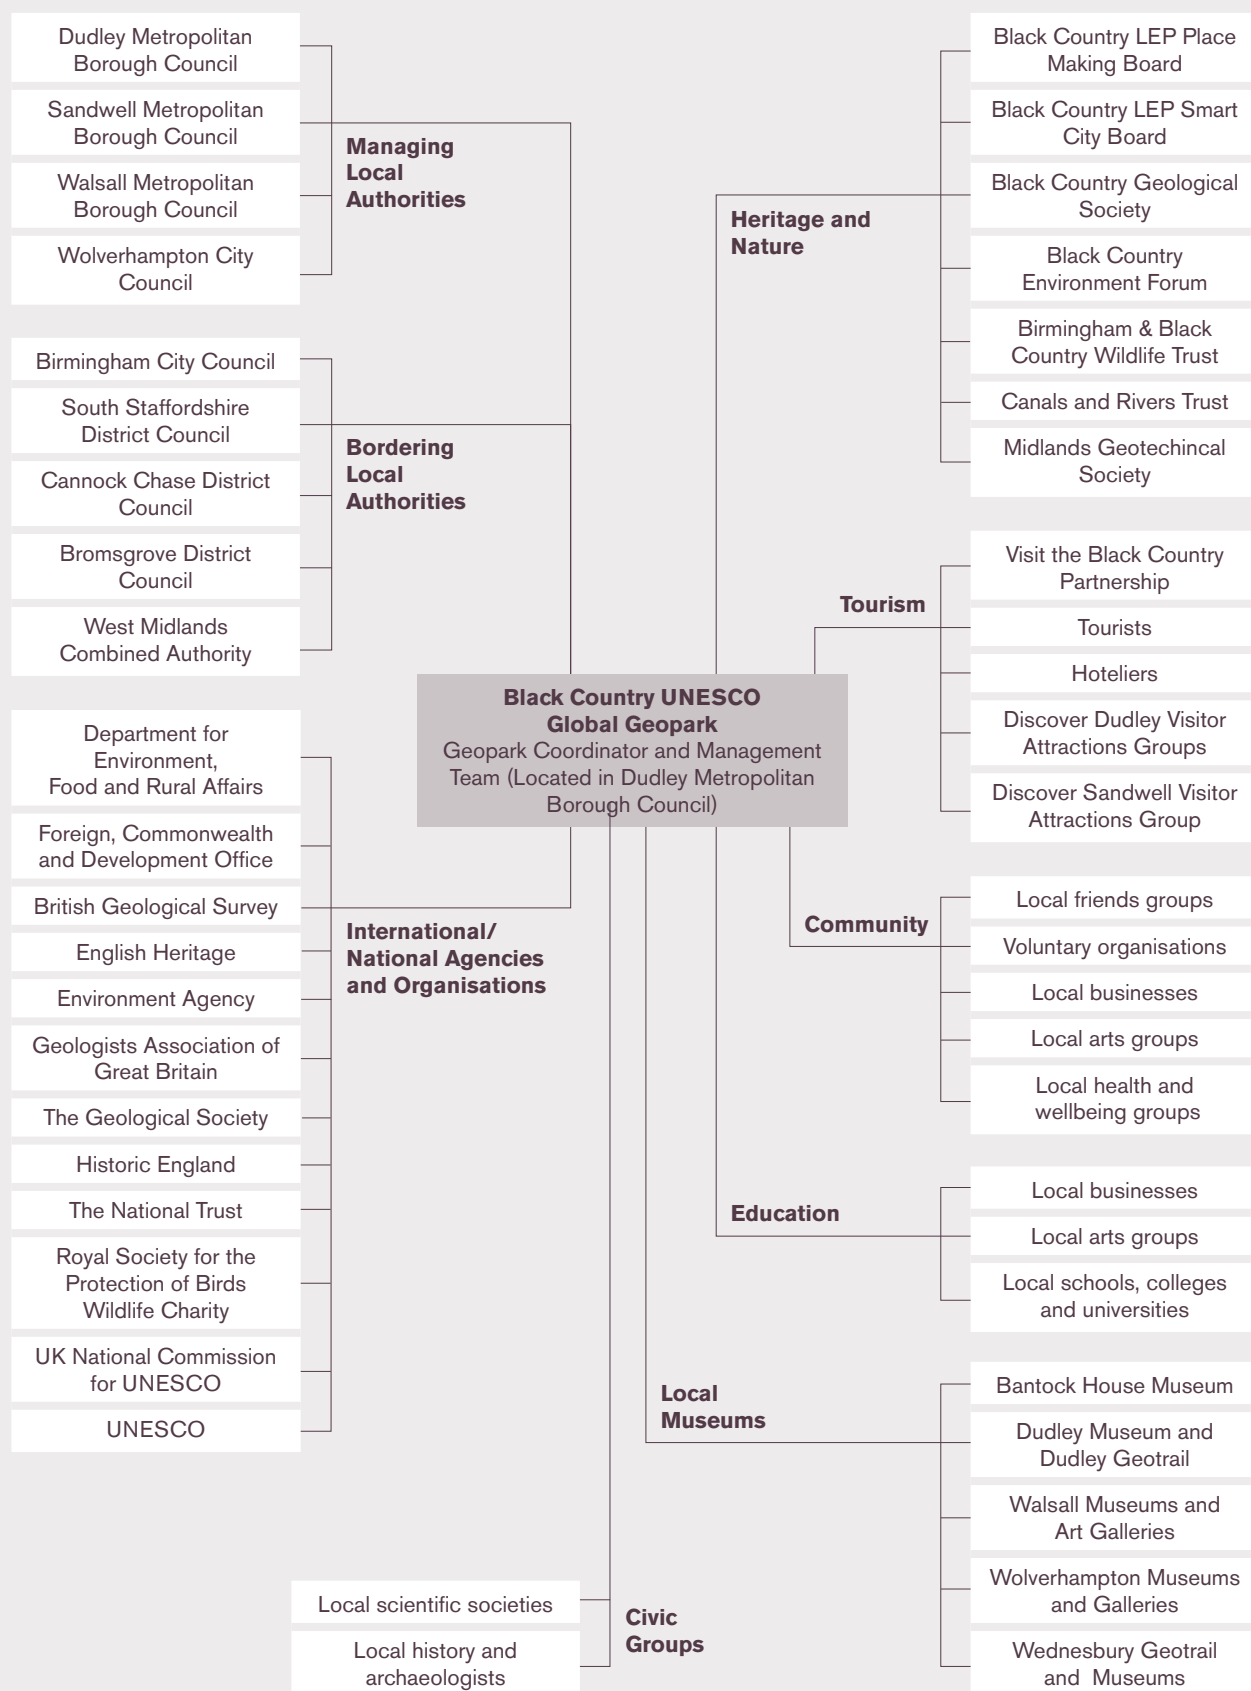 Dudley Metropolitan
Borough Council
Sandwell Metropolitan
Borough Council
Walsall Metropolitan
Borough Council
Wolverhampton City
Council
Managing
Local
Authorities
Birmingham City Council
South Staffordshire
District Council
Cannock Chase District
Council
Bromsgrove District
Council
West Midlands
Combined Authority
Bordering
Local
Authorities
Department for
Environment,
Food and Rural Affairs
Foreign, Commonwealth
and Development Office
British Geological Survey
English Heritage
Environment Agency
Geologists Association of
Great Britain
The Geological Society
Historic England
The National Trust
Royal Society for the
Protection of Birds
Wildlife Charity
UK National Commission
for UNESCO
UNESCO
International/
National Agencies
and Organisations
Black Country UNESCO
Global Geopark
Geopark Coordinator and Management
Team (Located in Dudley Metropolitan
Borough Council)
Heritage and
Nature
Black Country LEP Place
Making Board
Black Country LEP Smart
City Board
Black Country Geological
Society
Black Country
Environment Forum
Birmingham & Black
Country Wildlife Trust
Canals and Rivers Trust
Midlands Geotechincal
Society
Tourism
Visit the Black Country
Partnership
Tourists
Hoteliers
Discover Dudley Visitor
Attractions Groups
Discover Sandwell Visitor
Attractions Group
Community
Local friends groups
Voluntary organisations
Local businesses
Local arts groups
Local health and
wellbeing groups
Education
Local businesses
Local arts groups
Local schools, colleges
and universities
Local
Museums
Bantock House Museum
Dudley Museum and
Dudley Geotrail
Walsall Museums and
Art Galleries
Wolverhampton Museums
and Galleries
Wednesbury Geotrail
and Museums
Local scientific societies
Local history and
archaeologists
Civic
Groups